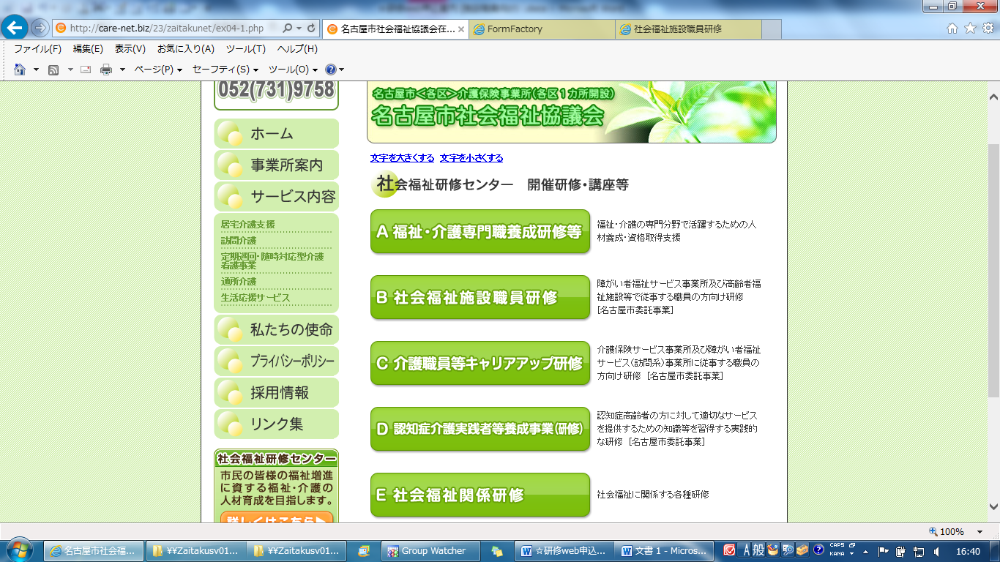 http://care-net.biz/23/zaitakunet/ex04-1.php
名古屋市社会福祉協議会在...
FormFactory
社会福祉施設職員研修
ファイル(F) 編集(E) 表示(V) お気に入り(A) ツール(T) ヘルプ(H)
ページ(P) セーフティ(S) ツール(O)
052(731)9758
ホーム
事業所案内
サービス内容
居宅介護支援
訪問介護
定期巡回・随時対応型介護
看護事業
通所介護
生活応援サービス
私たちの使命
プライバシーポリシー
採用情報
リンク集
社会福祉研修センター
市民の皆様の福祉増進
に資する福祉・介護の
人材育成を目指します。
詳しくはこちら▶
名古屋市<各区>介護保険事業所(各区1カ所開設)
名古屋市社会福祉協議会
文字を大きくする 文字を小さくする
社会福祉研修センター 開催研修・講座等
A 福祉・介護専門職養成研修等
福祉・介護の専門分野で活躍するための人
材養成・資格取得支援
B 社会福祉施設職員研修
障がい者福祉サービス事業所及び高齢者福
祉施設等で従事する職員の方向け研修
[名古屋市委託事業]
C 介護職員等キャリアアップ研修
介護保険サービス事業所及び障がい者福祉
サービス(訪問系)事業所に従事する職員の
方向け研修 [名古屋市委託事業]
D 認知症介護実践者等養成事業(研修)
認知症高齢者の方に対して適切なサービス
を提供するための知識等を習得する実践的
な研修 [名古屋市委託事業]
E 社会福祉関係研修
社会福祉に関係する各種研修
100%
名古屋市社会福...
¥¥Zaitakusv01...
¥¥Zaitakusv01...
Group Watcher
☆研修web申込...
文書 1 - Micros...
A 般
CAPS
KANA
16:40